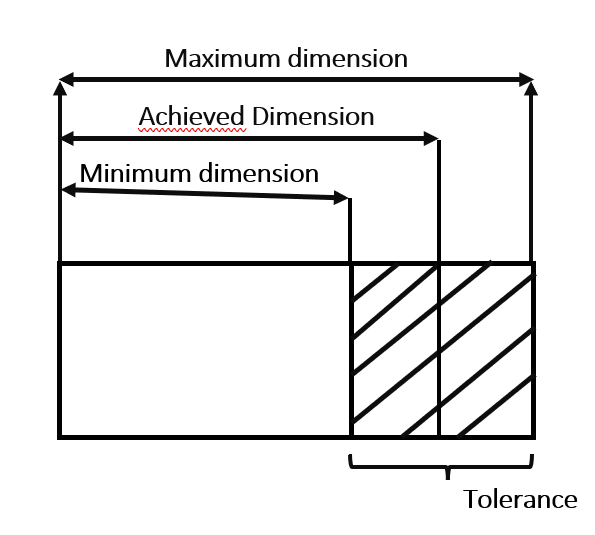 Maximum dimension
Achieved Dimension
Minimum dimension
Tolerance